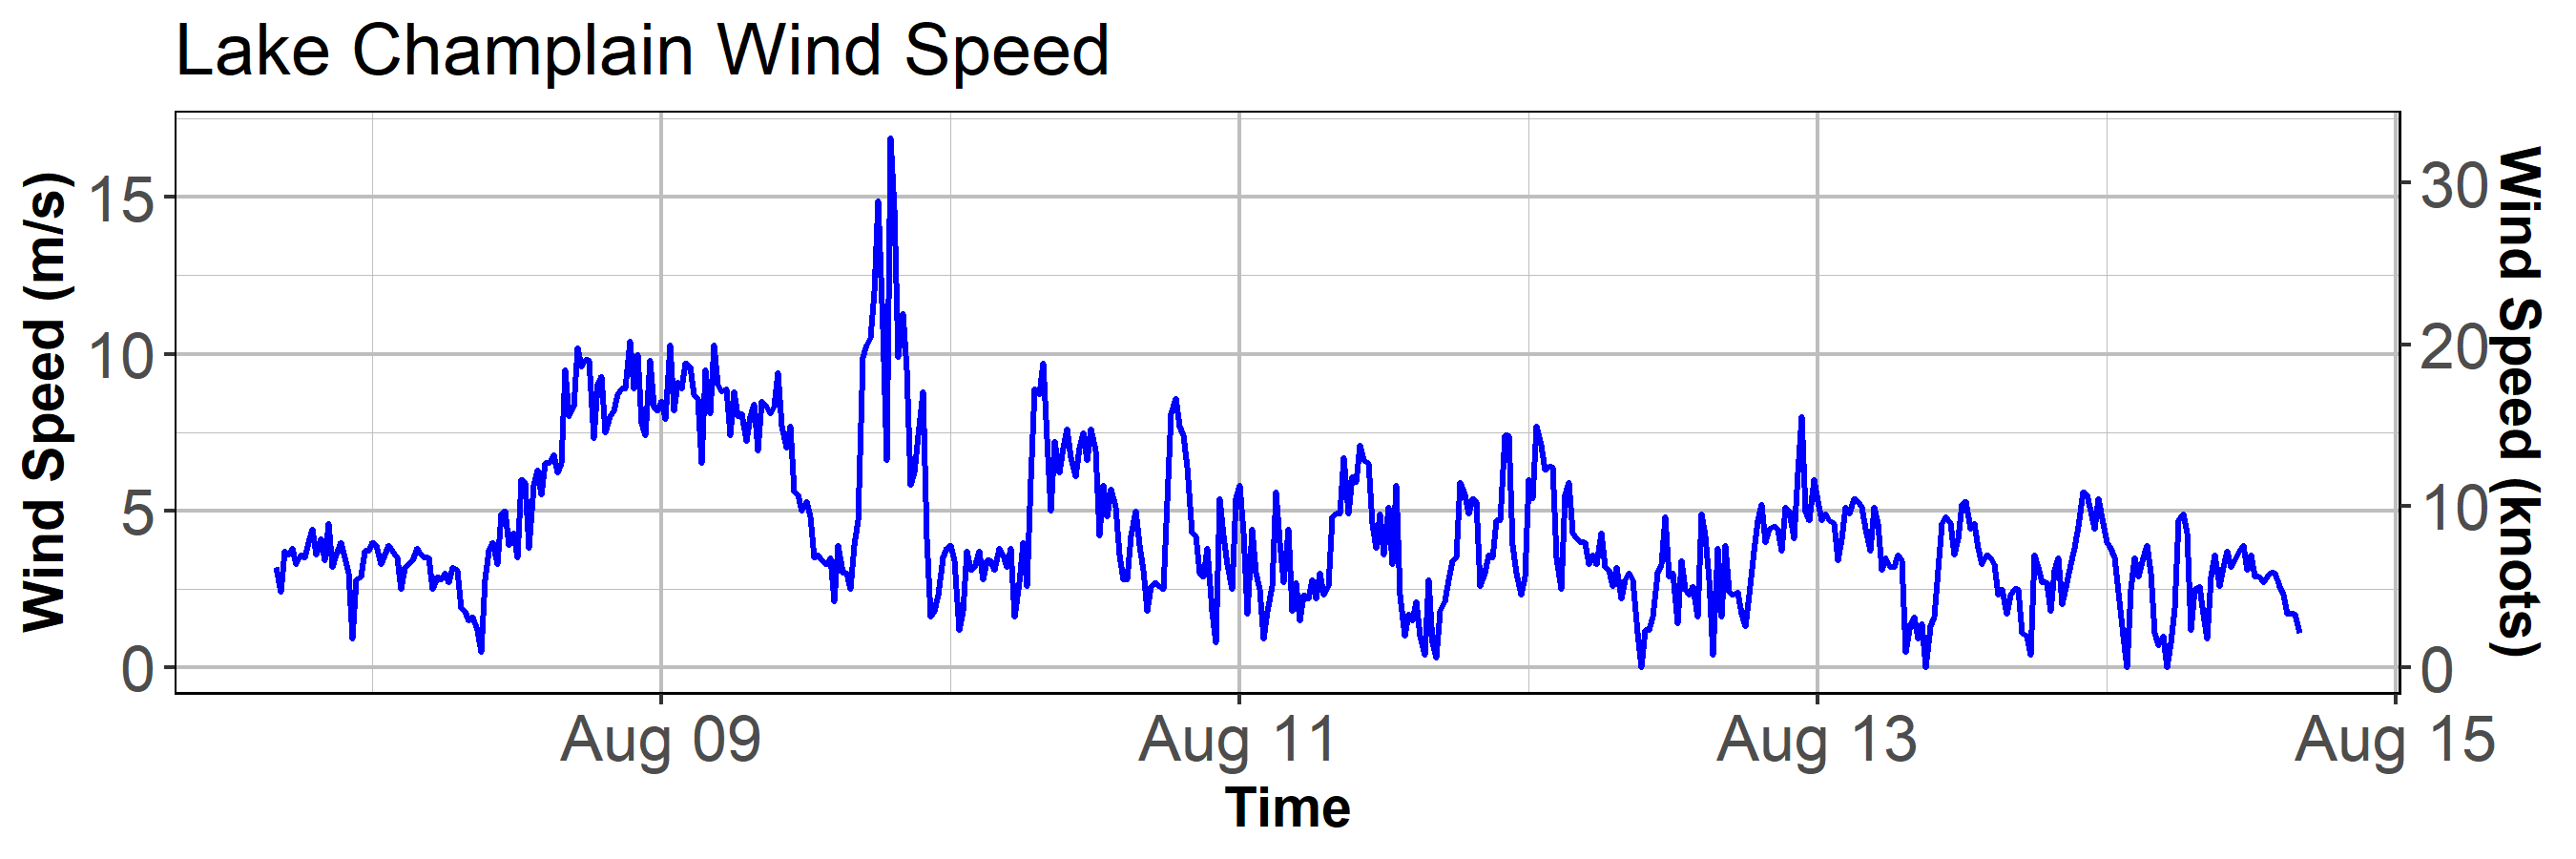 Lake Champlain Wind Speed
Wind Speed (m/s)
15
10
5
0
30
20
10
0
Wind Speed (knots)
Aug 09
Aug 11
Aug 13
Aug 15
Time